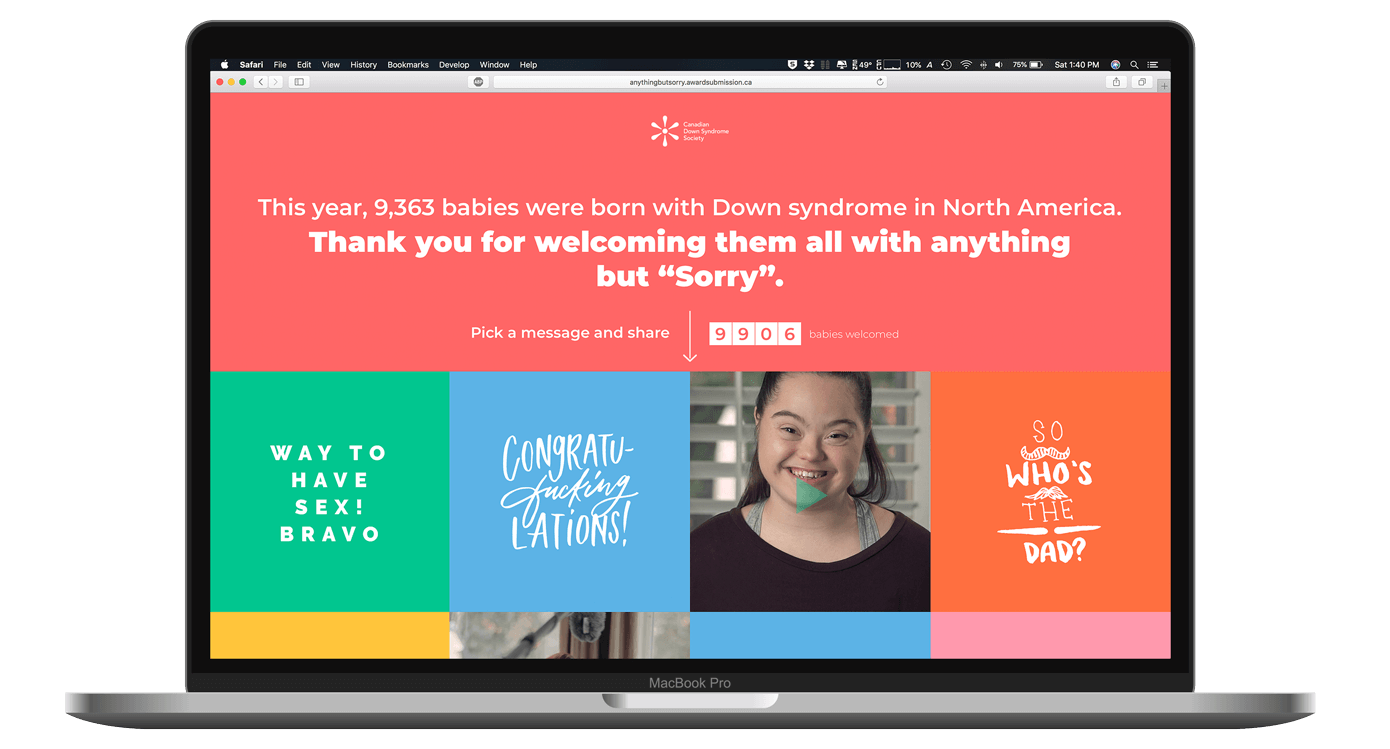 Safari File Edit View History Bookmarks Develop Window Help
49° 10% 75% Sat 1:40 PM
anythingbutsorry.awardsubmission.ca
Canadian
Down Syndrome
Society
This year, 9,363 babies were born with Down syndrome in North America.
Thank you for welcoming them all with anything
but “Sorry”.
Pick a message and share
9906 babies welcomed
WAY TO
HAVE
SEX!
BRAVO
CONGRATU-
fucking
LATIONS!
SO
WHO'S
THE
DAD?
MacBook Pro